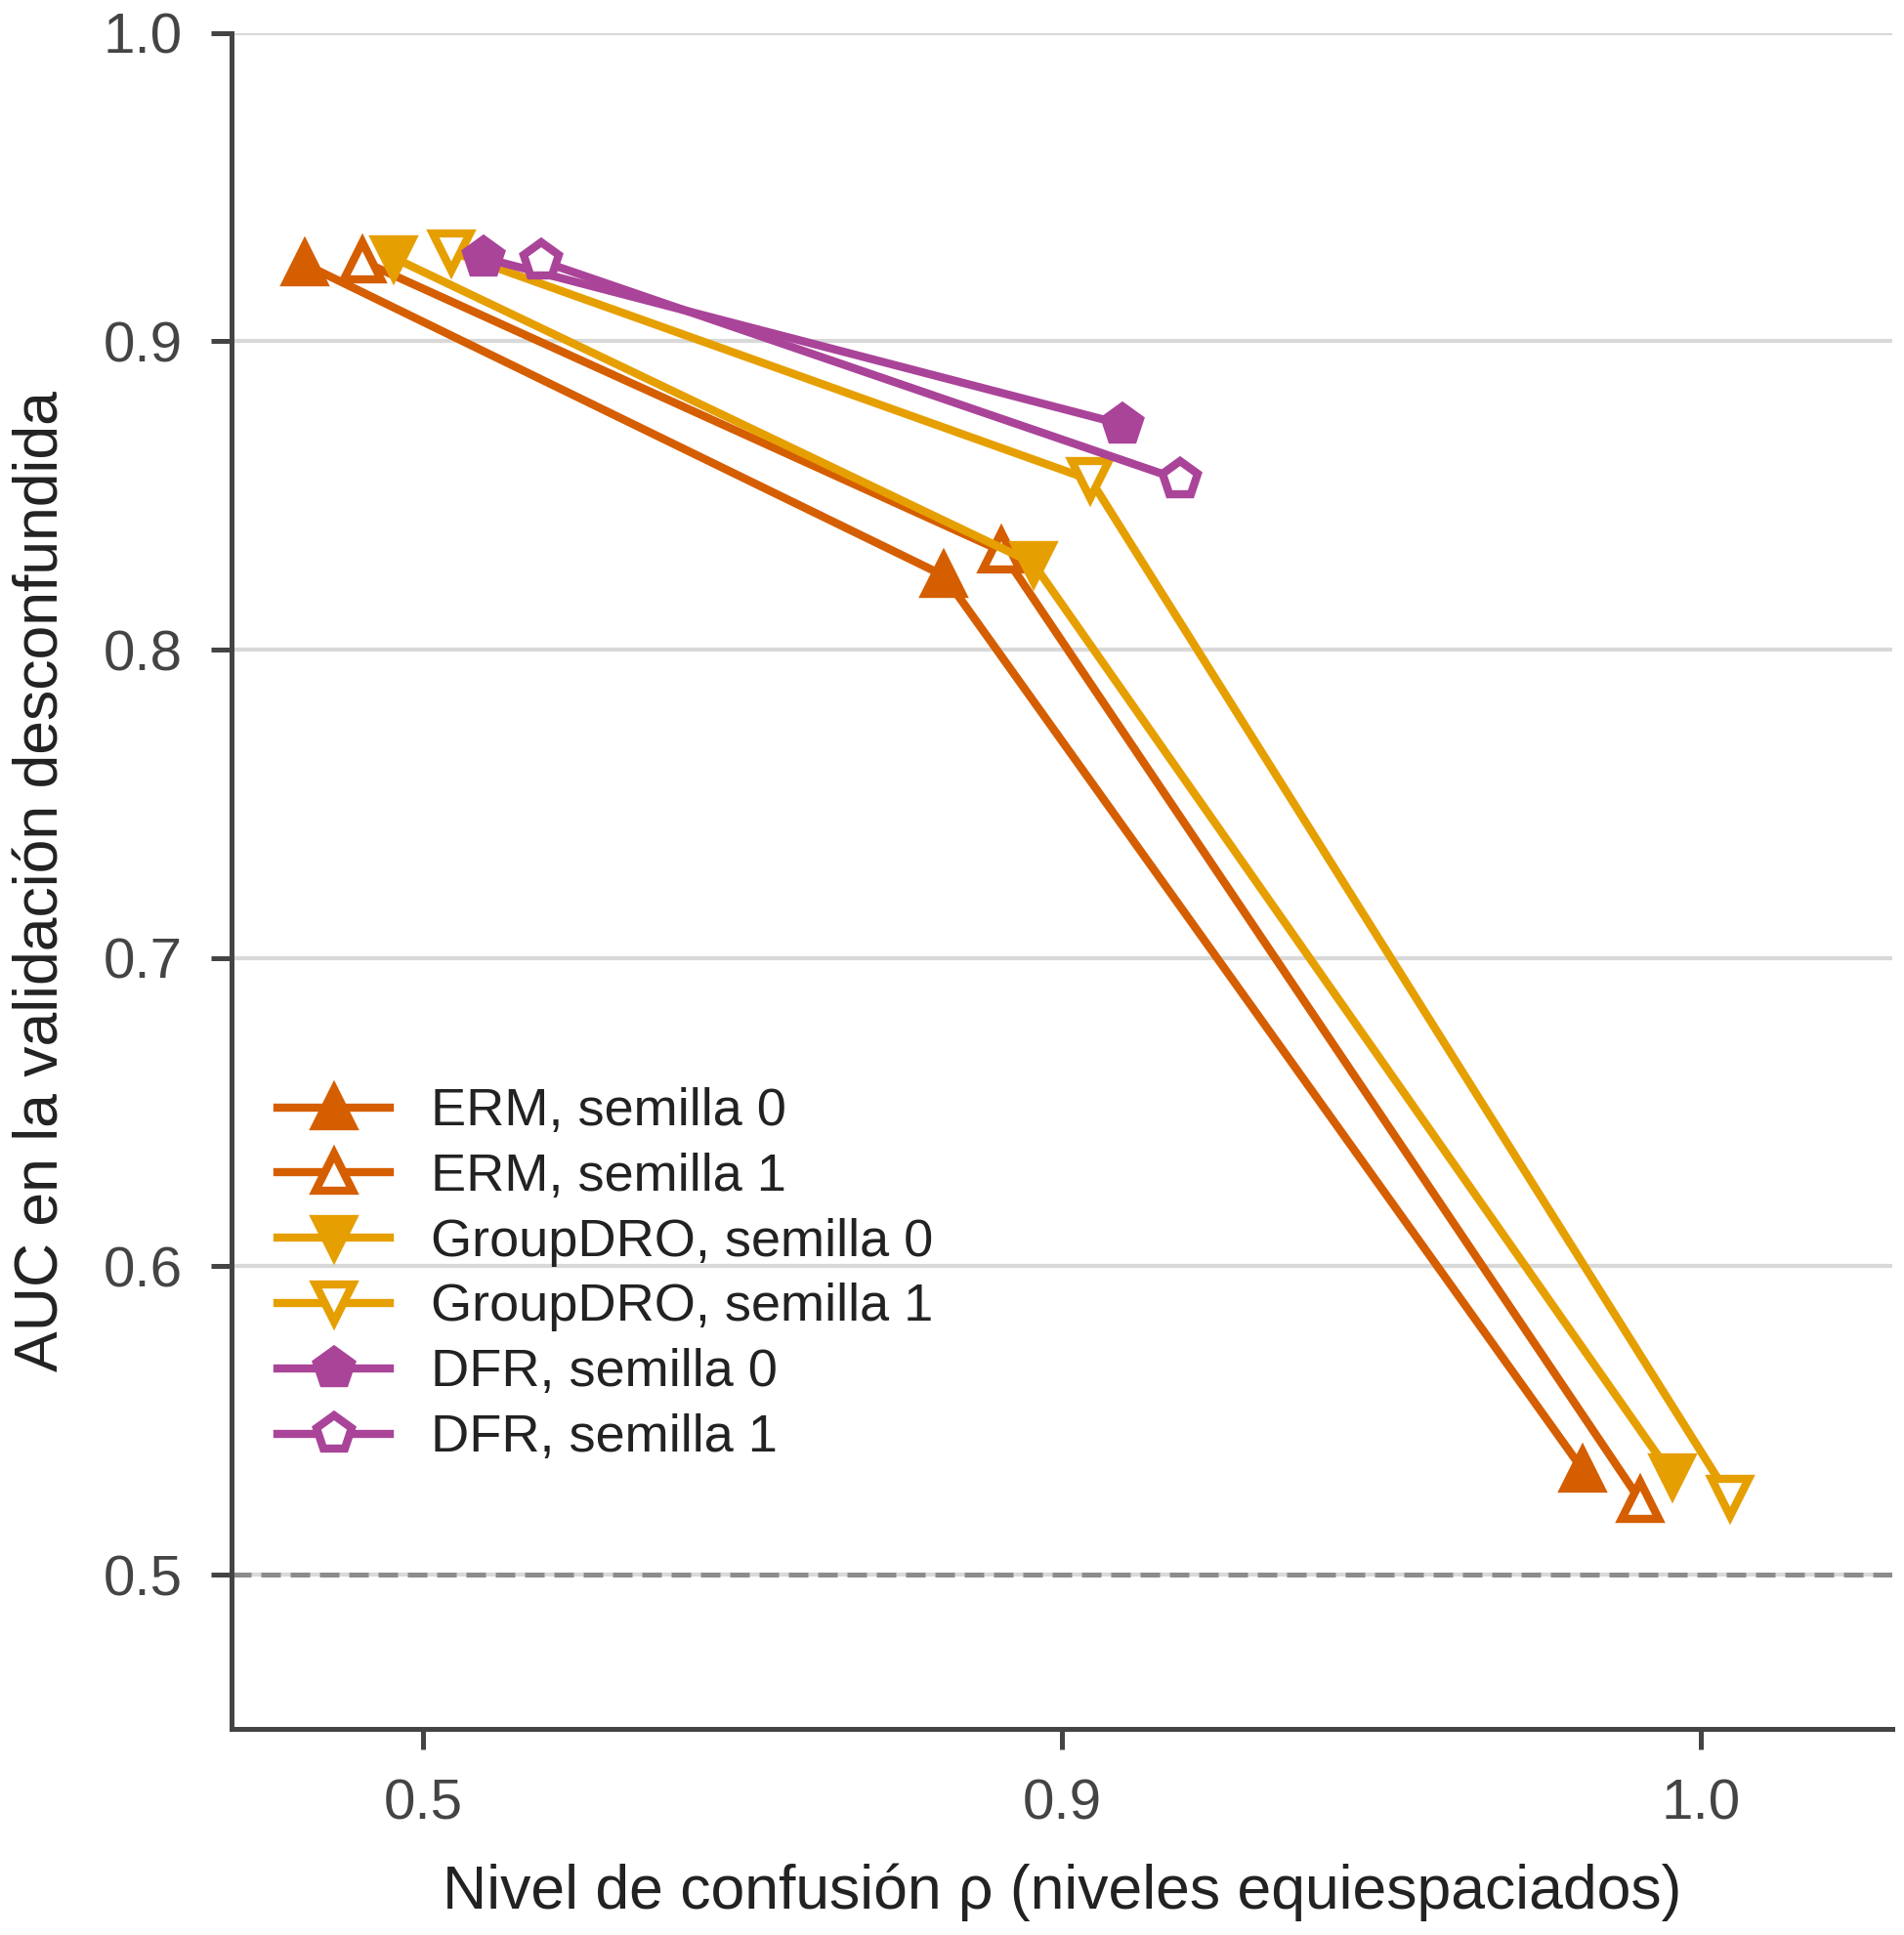 1.0
0.9
0.8
0.7
0.6
0.5
AUC en la validación desconfundida
ERM, semilla 0
ERM, semilla 1
GroupDRO, semilla 0
GroupDRO, semilla 1
DFR, semilla 0
DFR, semilla 1
0.5 0.9 1.0
Nivel de confusión ρ (niveles equiespaciados)